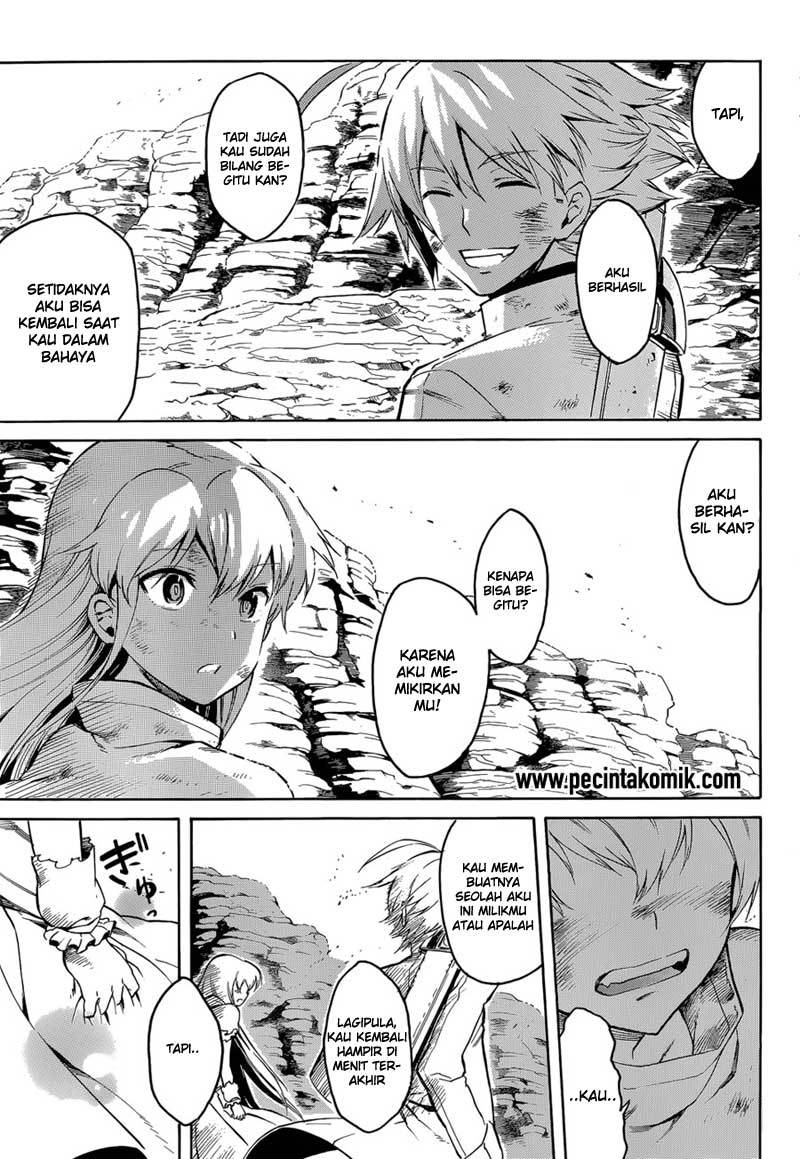 TAPI,
AKU
BERHASIL
TADI JUGA
KAU SUDAH
BILANG BE-
GITU KAN?
SETIDAKNYA
AKU BISA
KEMBALI SAAT
KAU DALAM
BAHAYA
AKU
BERHA-
SIL KAN?
KENAPA
BISA BE-
GITU?
KARENA
AKU ME-
MIKIRKAN
MU!
www.pecintakomik.com
..KAU..
KAU MEM-
BUATNYA
SEOLAH AKU
INI MILIKMU
ATAU APALAH
LAGIPULA,
KAU KEMBALI
HAMPIR DI
MENIT TER-
AKHIR
TAPI..
ぎゅっ